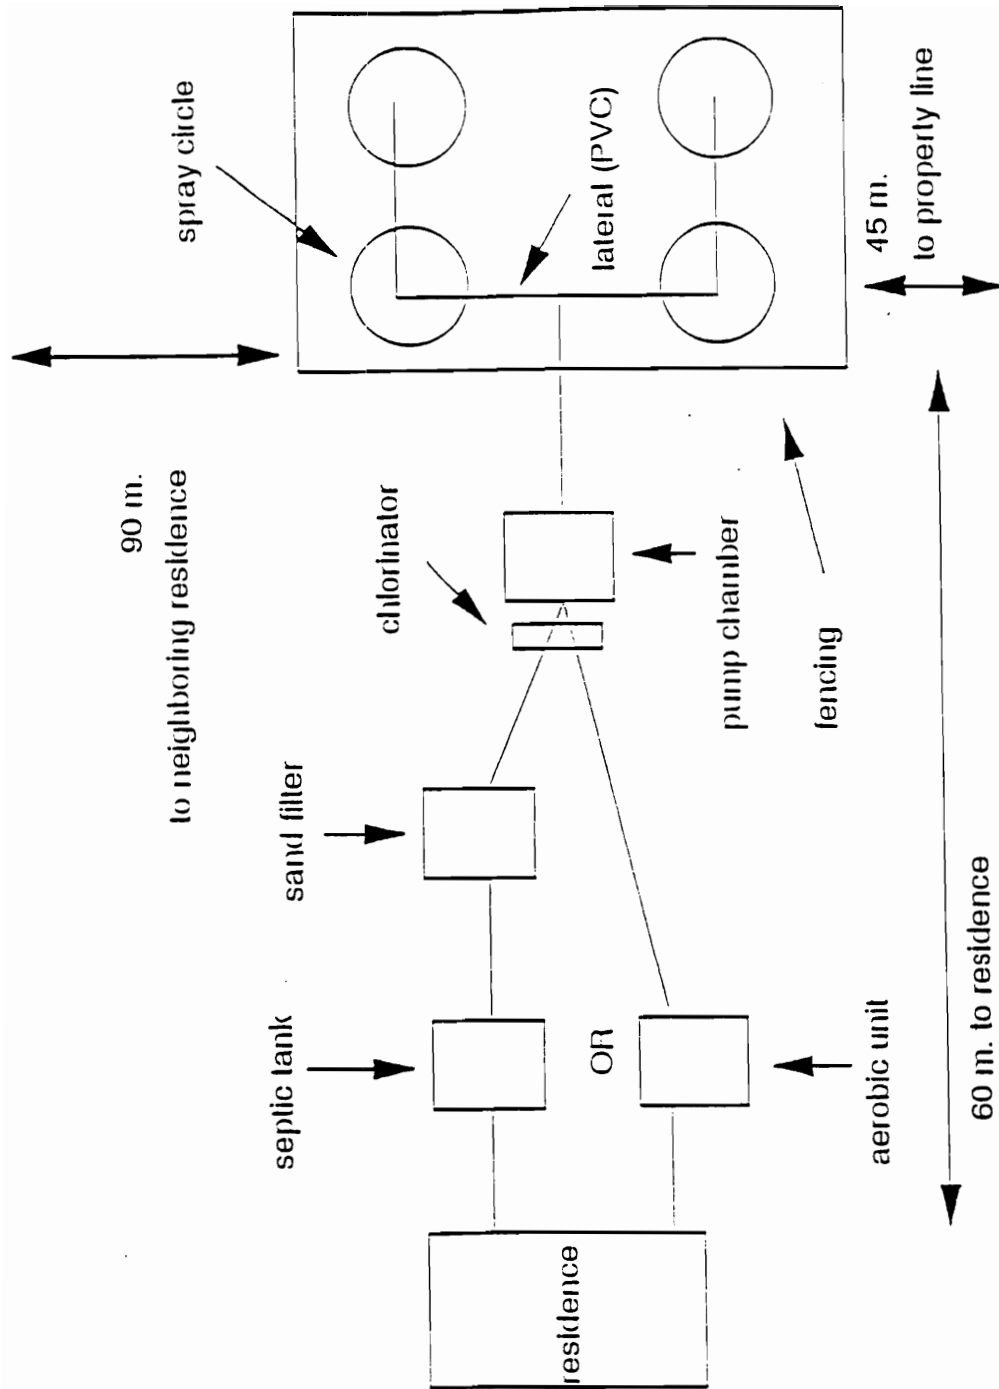 spray circle
lateral (PVC)
45 m.
to property line
90 m.
to neighboring residence
chlorinator
pump chamber
fencing
sand filter
septic tank
OR
aerobic unit
60 m. to residence
residence